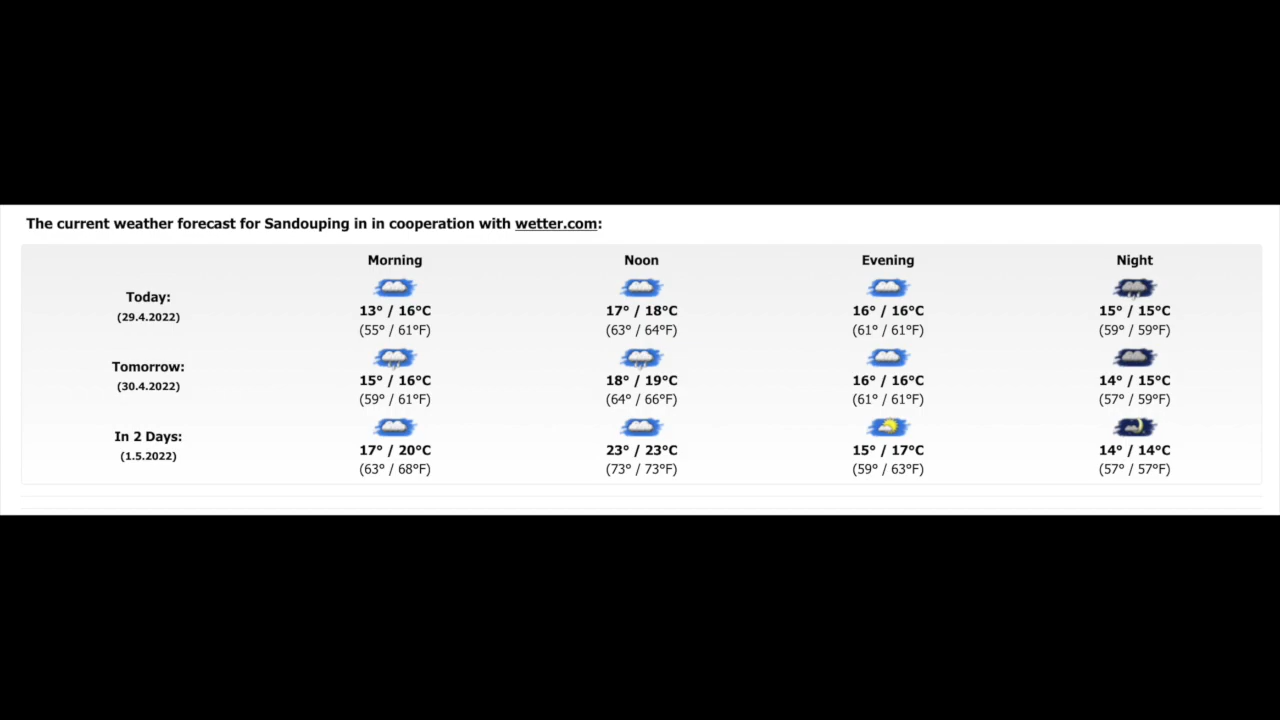 The current weather forecast for Sandouping in in cooperation with wetter.com:
Morning Noon Evening Night
Today:
(29.4.2022)
13° / 16°C 17° / 18°C 16° / 16°C 15° / 15°C
(55° / 61°F) (63° / 64°F) (61° / 61°F) (59° / 59°F)
Tomorrow:
(30.4.2022)
15° / 16°C 18° / 19°C 16° / 16°C 14° / 15°C
(59° / 61°F) (64° / 66°F) (61° / 61°F) (57° / 59°F)
In 2 Days:
(1.5.2022)
17° / 20°C 23° / 23°C 15° / 17°C 14° / 14°C
(63° / 68°F) (73° / 73°F) (59° / 63°F) (57° / 57°F)